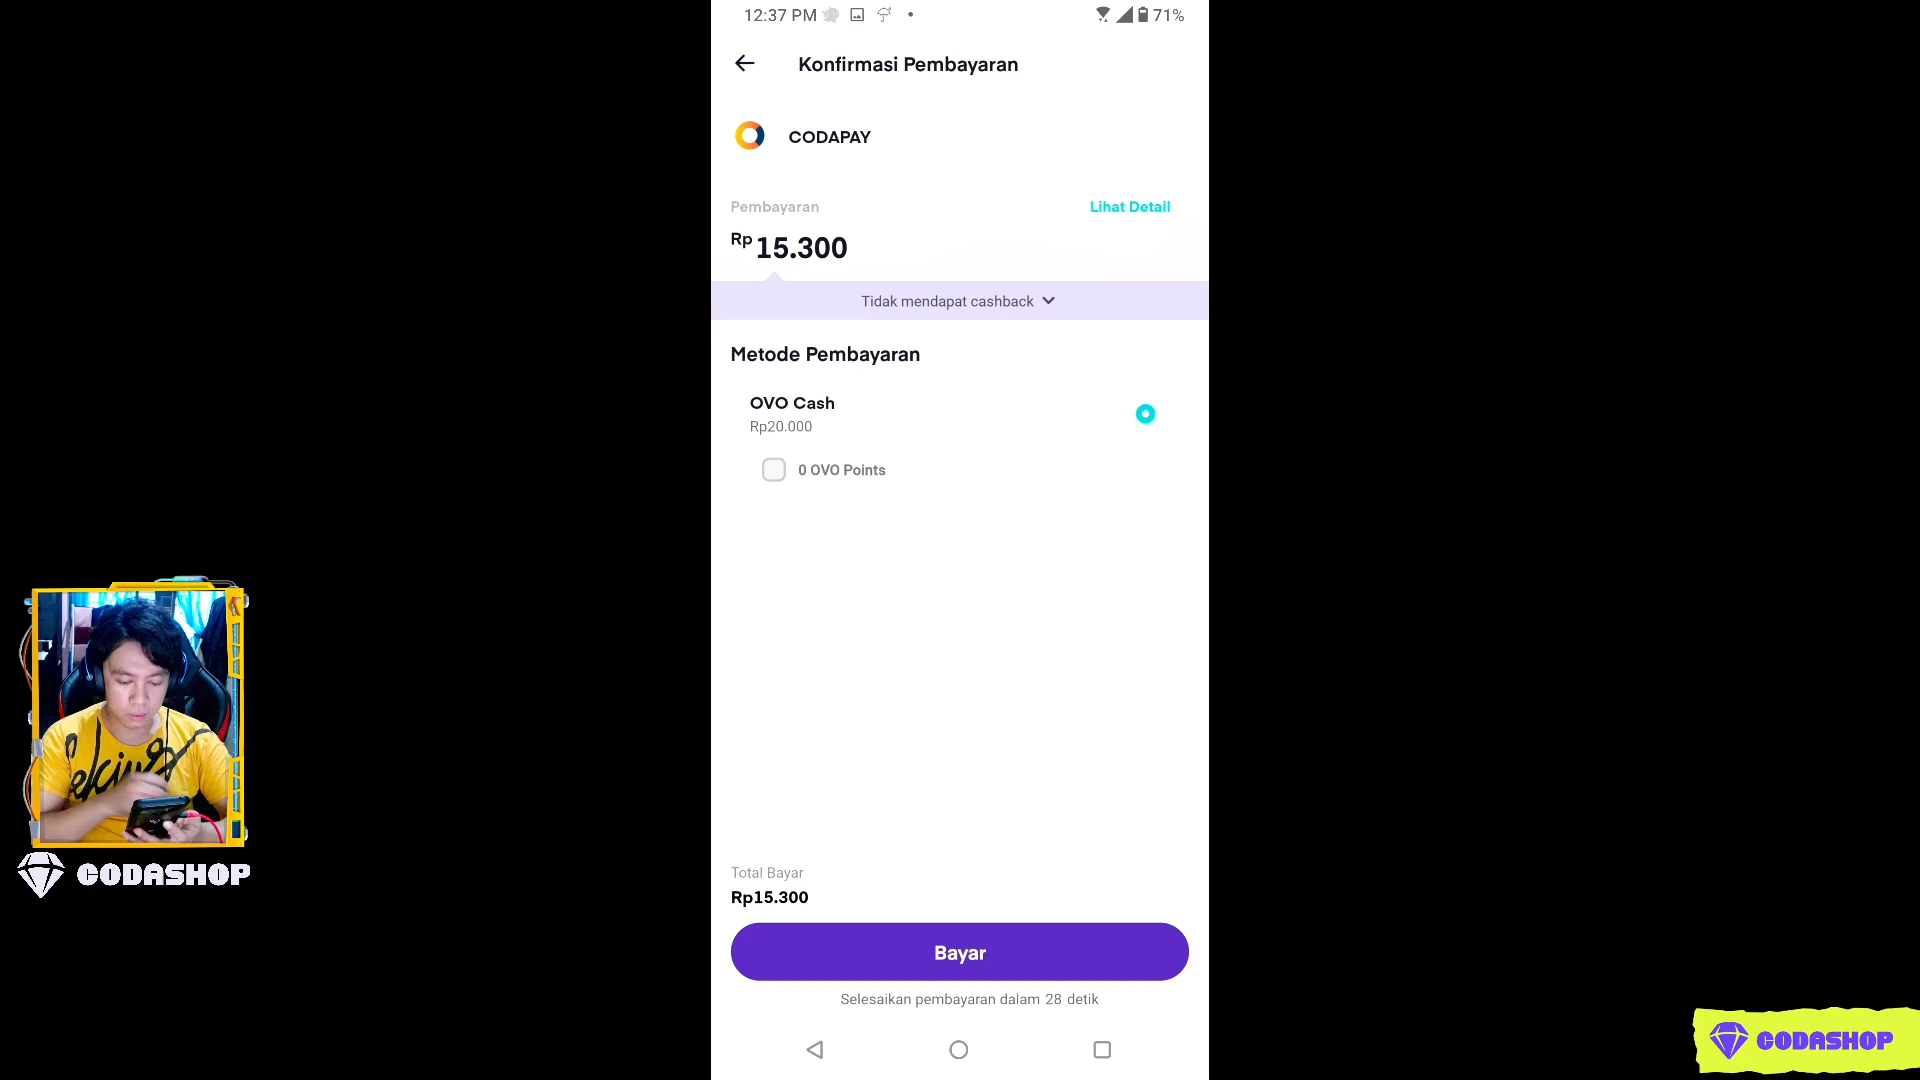 12:37 PM
71%
Konfirmasi Pembayaran
CODAPAY
Pembayaran
Lihat Detail
Rp 15.300
Tidak mendapat cashback
Metode Pembayaran
OVO Cash
Rp20.000
0 OVO Points
Total Bayar
Rp15.300
Bayar
Selesaikan pembayaran dalam 28 detik
CODASHOP
CODASHOP